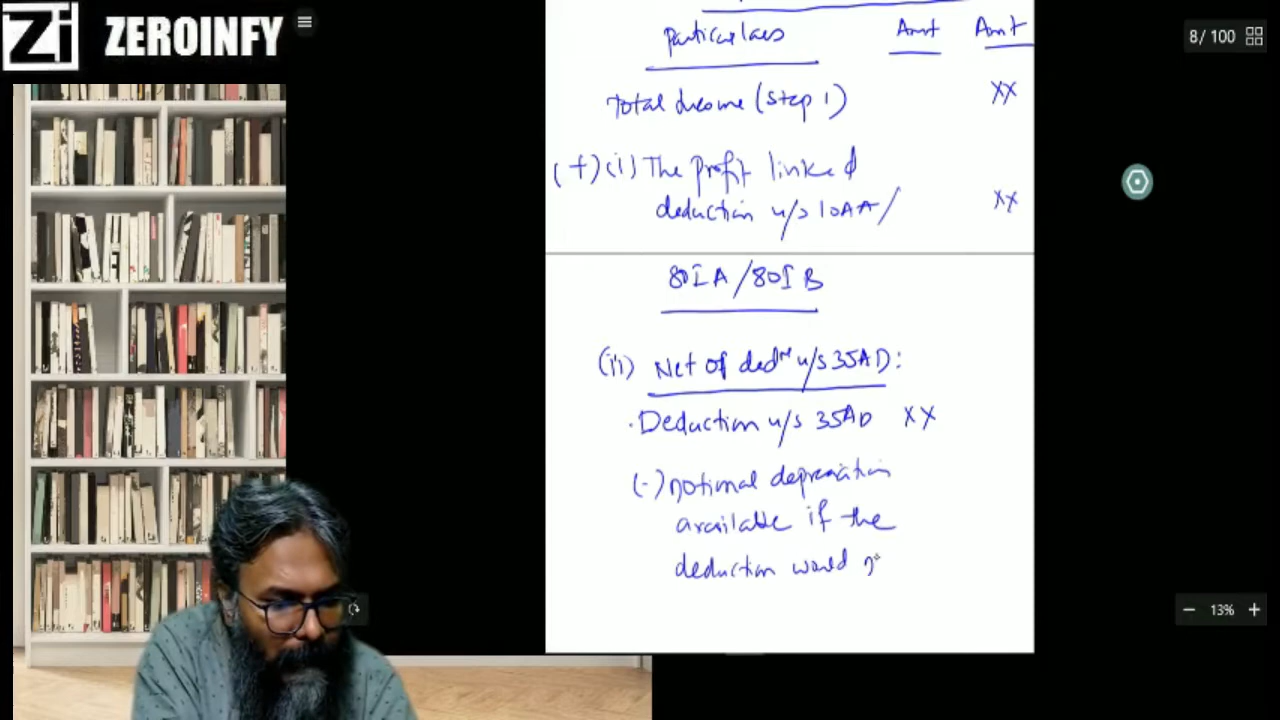 Zi ZEROINFY
8 / 100
Particulars Amt Amt
Total Income (Step 1) XX
(+) (i) The Profit linked
deduction u/s 10AA/ XX
80IA/80IB
(ii) Net of dedn u/s 35AD:
. Deduction u/s 35AD XX
(-) notional depreciation
available if the
deduction would n
13%